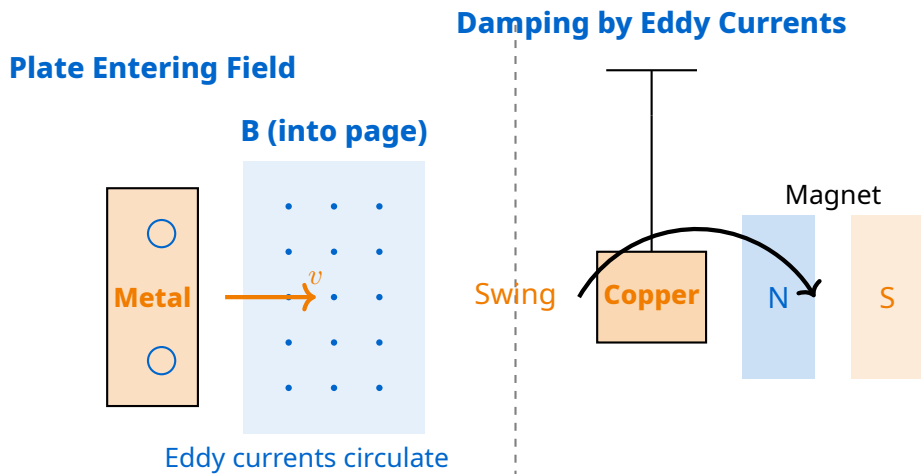 Plate Entering Field
B (into page)
Metal
v
Eddy currents circulate
Damping by Eddy Currents
Magnet
Swing
Copper
N
S